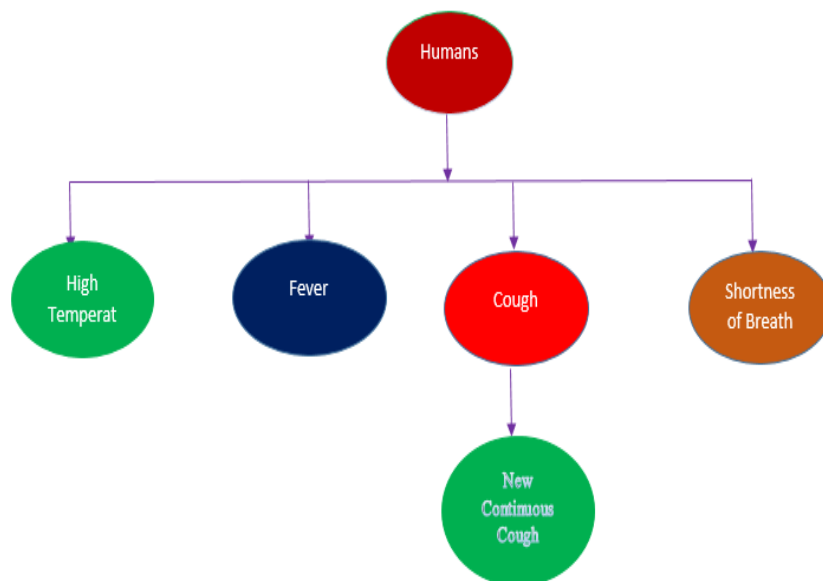 Humans
High
Temperat
Fever
Cough
Shortness
of Breath
New
Continuous
Cough